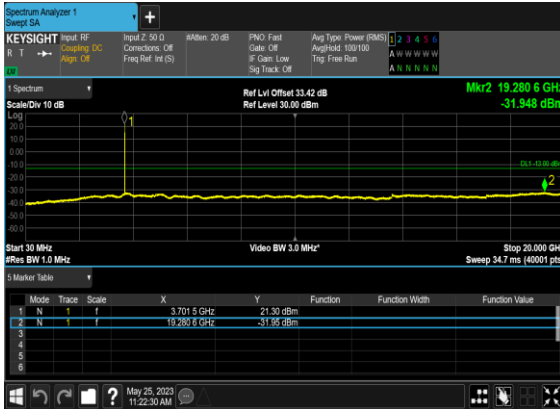 Spectrum Analyzer 1
Swept SA
+
KEYSIGHT Input: RF Input Z: 50 Ω #Atten: 20 dB PNO: Fast Avg Type: Power (RMS) 1 2 3 4 5 6
R T Coupling: DC Corrections: Off Gate: Off Avg|Hold: 100/100 A W W W W W
Align: Off Freq Ref: Int (S) IF Gain: Low Trig: Free Run
Sig Track: Off A N N N N N
1 Spectrum Ref Lvl Offset 33.42 dB Mkr2 19.280 6 GHz
Scale/Div 10 dB Ref Level 30.00 dBm -31.948 dBm
Log
20.0
10.0
0.00
-10.0
-20.0
-30.0
-40.0
-50.0
-60.0
1
DL1 -13.00 dBm
2
Start 30 MHz Video BW 3.0 MHz* Stop 20.000 GHz
#Res BW 1.0 MHz Sweep 34.7 ms (40001 pts)
5 Marker Table
Mode Trace Scale X Y Function Function Width Function Value
1 N 1 f 3.701 5 GHz 21.30 dBm
2 N 1 f 19.280 6 GHz -31.95 dBm
3
4
5
6
? May 25, 2023
11:22:30 AM